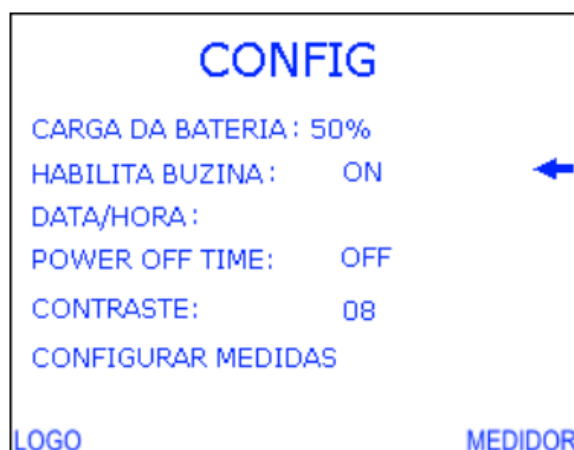 CONFIG
CARGA DA BATERIA: 50%
HABILITA BUZINA: ON
DATA/HORA:
POWER OFF TIME: OFF
CONTRASTE: 08
CONFIGURAR MEDIDAS
LOGO MEDIDOR